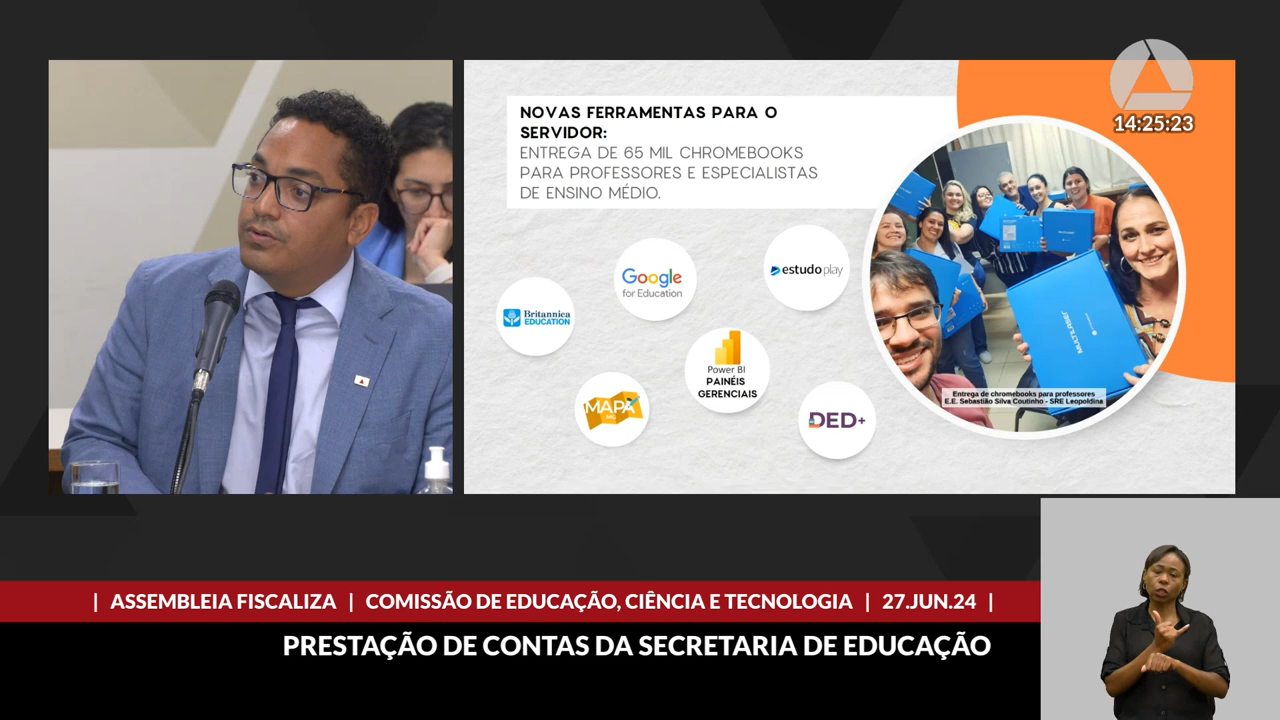 14:25:23
NOVAS FERRAMENTAS PARA O
SERVIDOR:
ENTREGA DE 65 MIL CHROMEBOOKS
PARA PROFESSORES E ESPECIALISTAS
DE ENSINO MÉDIO.
Britannica
EDUCATION
Google
for Education
estudo play
Power BI
PAINÉIS
GERENCIAIS
MAPA
MG
DED+
MULTILASER
Entrega de chromebooks para professores
E.E. Sebastião Silva Coutinho - SRE Leopoldina
| ASSEMBLEIA FISCALIZA | COMISSÃO DE EDUCAÇÃO, CIÊNCIA E TECNOLOGIA | 27.JUN.24 |
PRESTAÇÃO DE CONTAS DA SECRETARIA DE EDUCAÇÃO